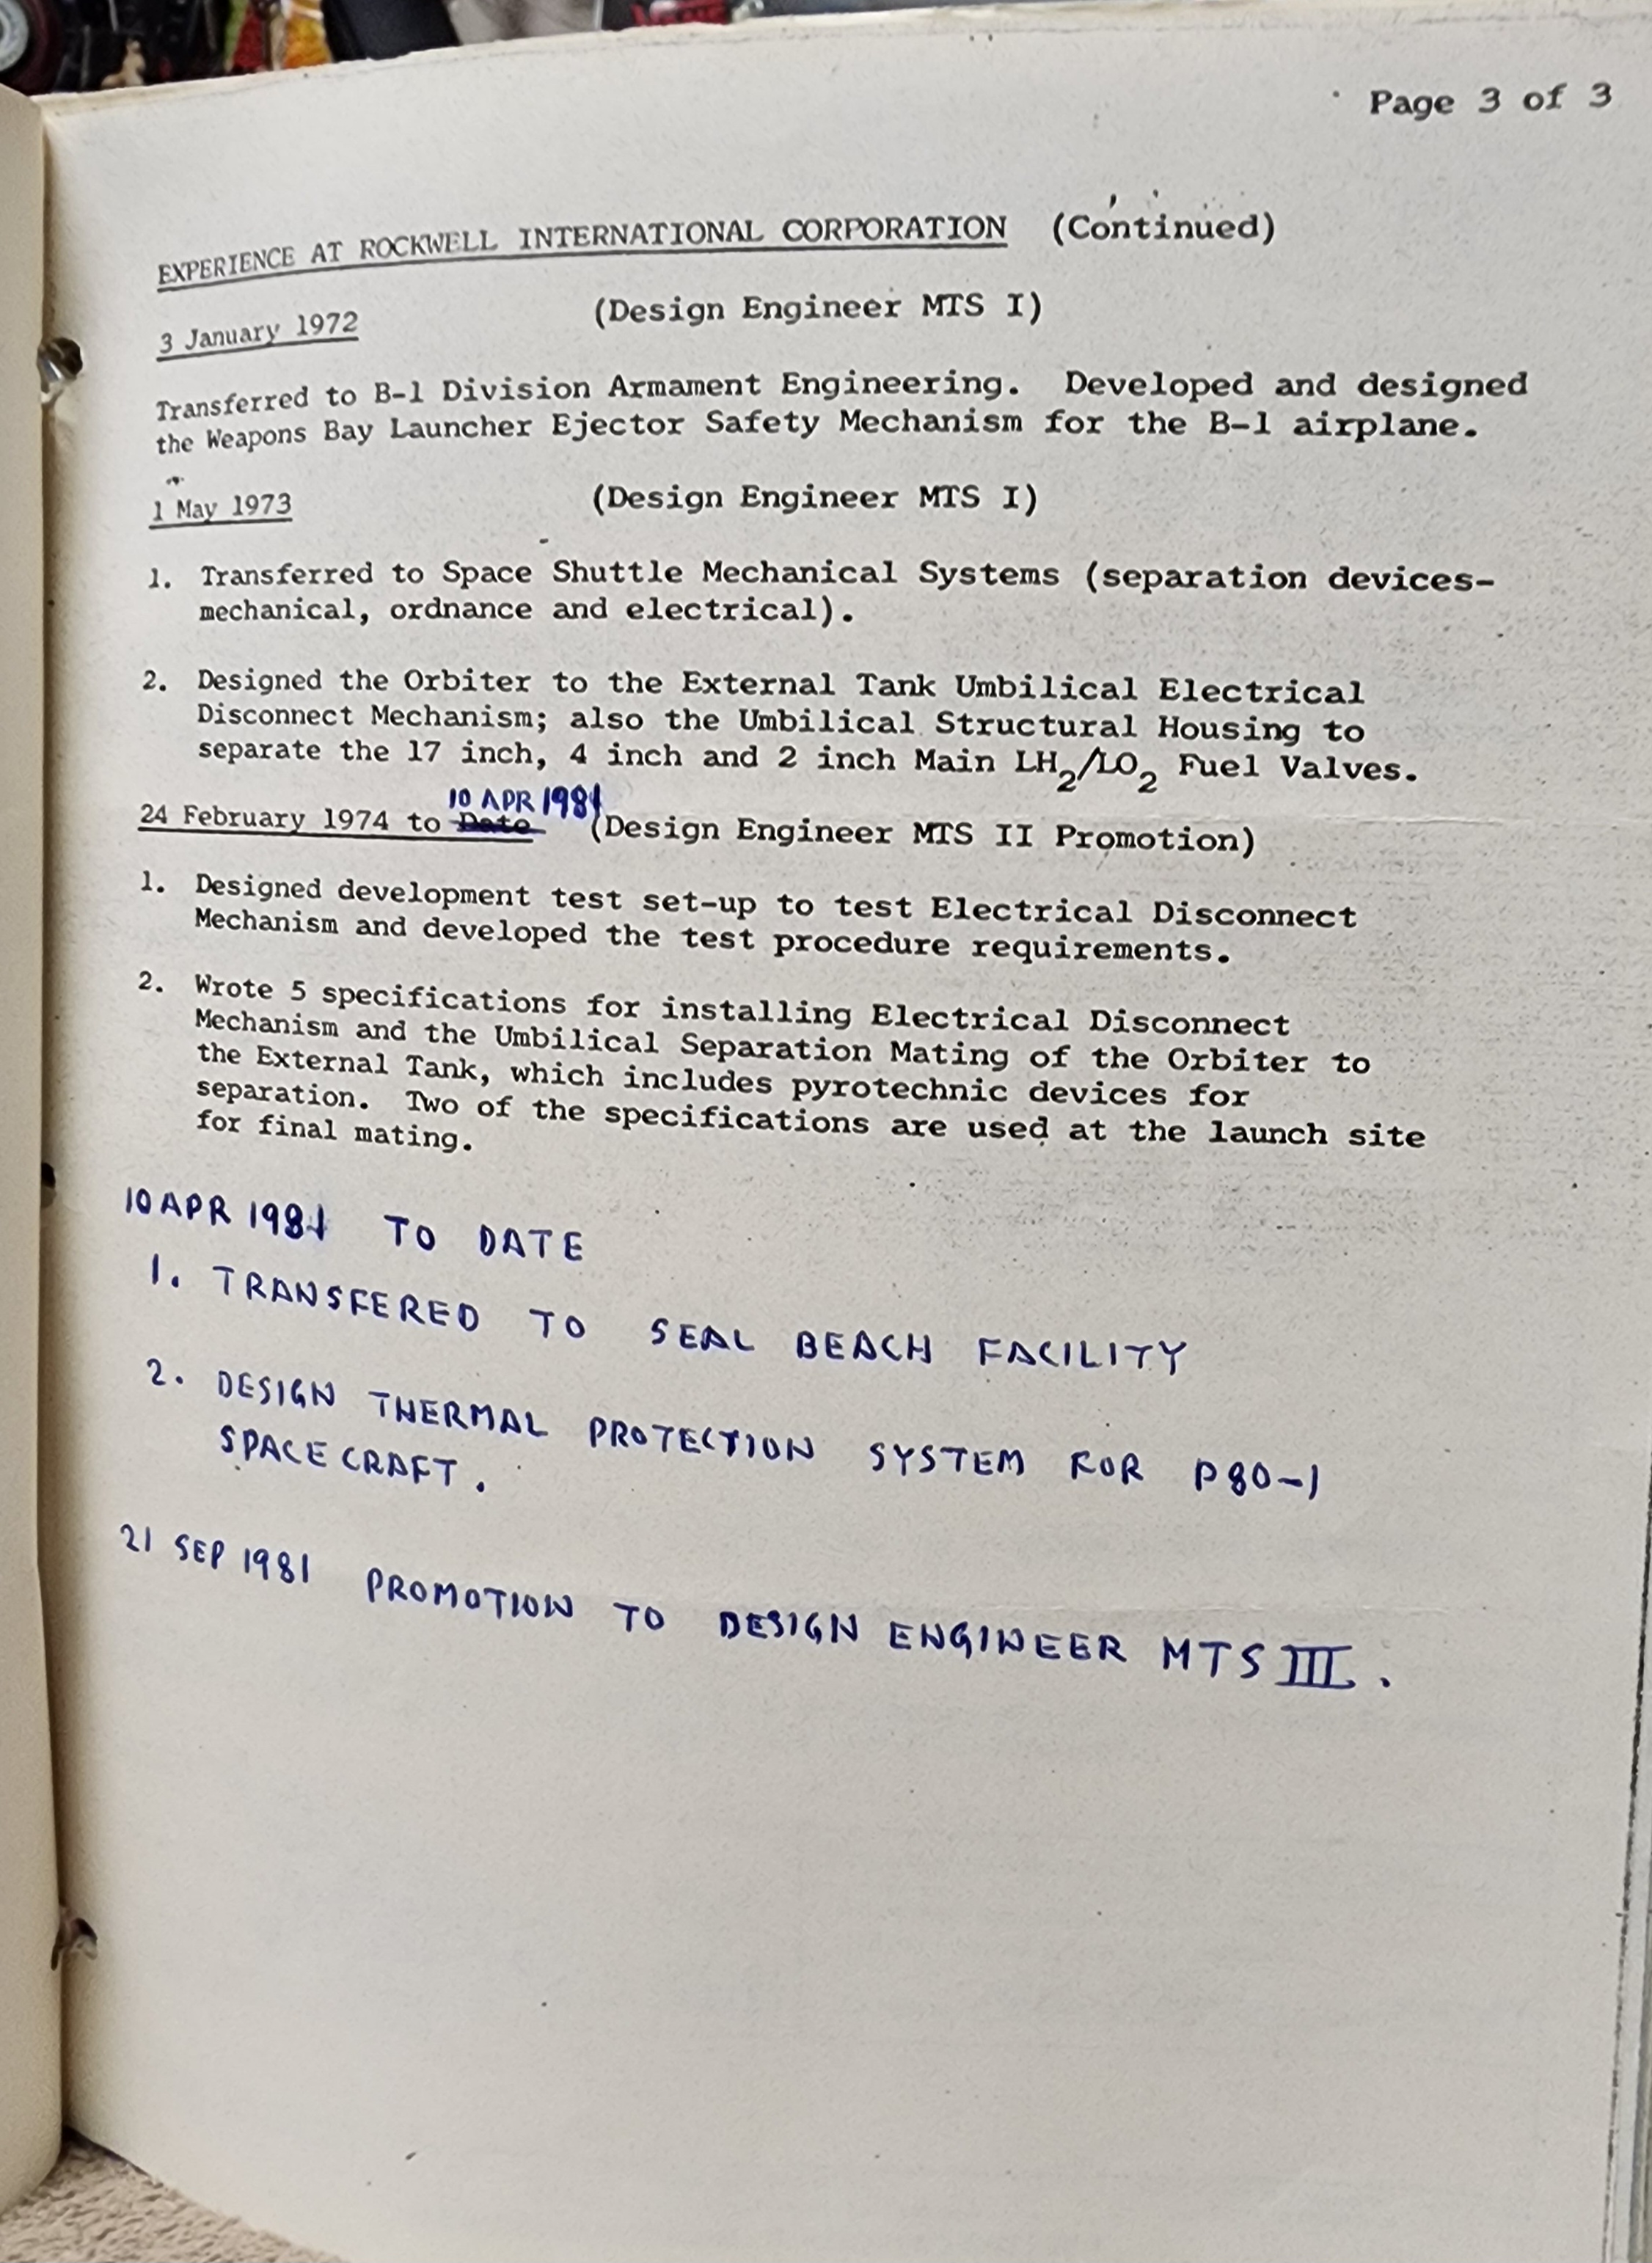 Page 3 of 3
EXPERIENCE AT ROCKWELL INTERNATIONAL CORPORATION (Continued)
3 January 1972 (Design Engineer MTS I)
Transferred to B-1 Division Armament Engineering. Developed and designed
the Weapons Bay Launcher Ejector Safety Mechanism for the B-1 airplane.
1 May 1973 (Design Engineer MTS I)
1. Transferred to Space Shuttle Mechanical Systems (separation devices-
mechanical, ordnance and electrical).
2. Designed the Orbiter to the External Tank Umbilical Electrical
Disconnect Mechanism; also the Umbilical Structural Housing to
separate the 17 inch, 4 inch and 2 inch Main LH2/LO2 Fuel Valves.
10 APR 1981
24 February 1974 to Date (Design Engineer MTS II Promotion)
1. Designed development test set-up to test Electrical Disconnect
Mechanism and developed the test procedure requirements.
2. Wrote 5 specifications for installing Electrical Disconnect
Mechanism and the Umbilical Separation Mating of the Orbiter to
the External Tank, which includes pyrotechnic devices for
separation. Two of the specifications are used at the launch site
for final mating.
10 APR 1981 TO DATE
1. TRANSFERED TO SEAL BEACH FACILITY
2. DESIGN THERMAL PROTECTION SYSTEM FOR P80-1
SPACE CRAFT.
21 SEP 1981 PROMOTION TO DESIGN ENGINEER MTS III.